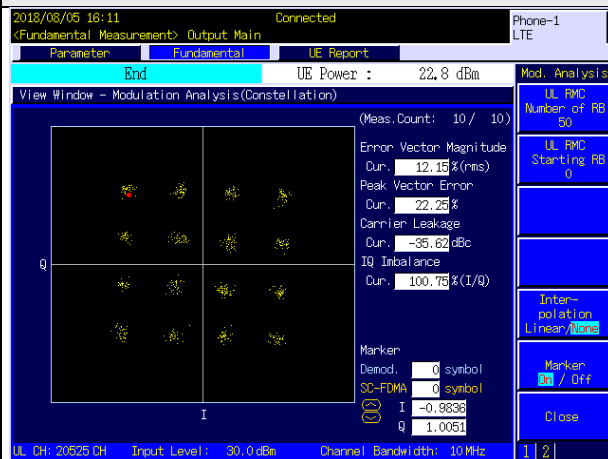 2018/08/05 16:11 Connected Phone-1
<Fundamental Measurement> Output Main LTE
Parameter Fundamental UE Report
End UE Power : 22.8 dBm Mod. Analysis
View Window - Modulation Analysis(Constellation)
(Meas.Count: 10/ 10)
Error Vector Magnitude
Cur. 12.15 %(rms)
Peak Vector Error
Cur. 22.25 %
Carrier Leakage
Cur. -35.62 dBc
IQ Imbalance
Cur. 100.75 %(I/Q)
Q
I
Marker
Demod. 0 symbol
SC-FDMA 0 symbol
I -0.9836
Q 1.0051
UL RMC
Number of RB
50
UL RMC
Starting RB
0
Inter-
polation
Linear/None
Marker
On / Off
Close
UL CH: 20525 CH Input Level: 30.0 dBm Channel Bandwidth: 10 MHz 1 2